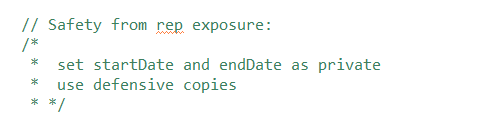 // Safety from rep exposure:
/*
 *  set startDate and endDate as private
 *  use defensive copies
 * */